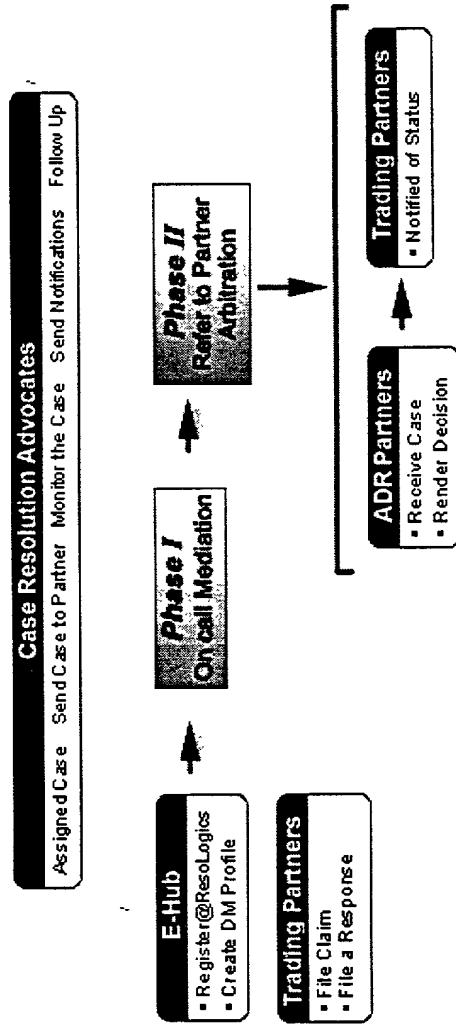 Case Resolution Advocates
Assigned Case Send Case to Partner Monitor the Case Send Notifications Follow Up
E-Hub
▪ Register@ResoLogics
▪ Create DM Profile
Trading Partners
▪ File Claim
▪ File a Response
Phase I
On call Mediation
Phase II
Refer to Partner
Arbitration
ADR Partners
▪ Receive Case
▪ Render Decision
Trading Partners
▪ Notified of Status